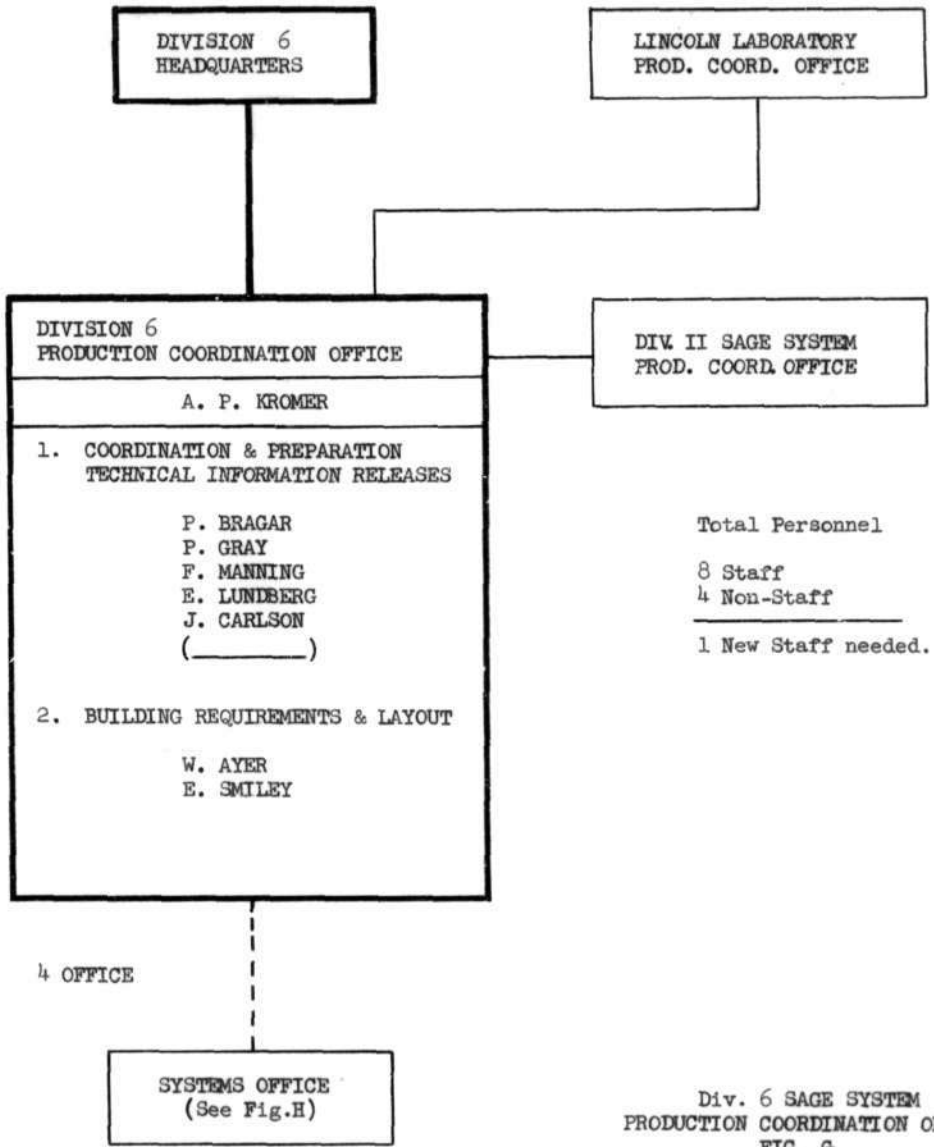 DIVISION 6
HEADQUARTERS
LINCOLN LABORATORY
PROD. COORD. OFFICE
DIVISION 6
PRODUCTION COORDINATION OFFICE
A. P. KROMER
1. COORDINATION & PREPARATION
TECHNICAL INFORMATION RELEASES
P. BRAGAR
P. GRAY
F. MANNING
E. LUNDBERG
J. CARLSON
(________)
2. BUILDING REQUIREMENTS & LAYOUT
W. AYER
E. SMILEY
DIV. II SAGE SYSTEM
PROD. COORD. OFFICE
Total Personnel
8 Staff
4 Non-Staff
1 New Staff needed.
4 OFFICE
SYSTEMS OFFICE
(See Fig.H)
Div. 6 SAGE SYSTEM
PRODUCTION COORDINATION